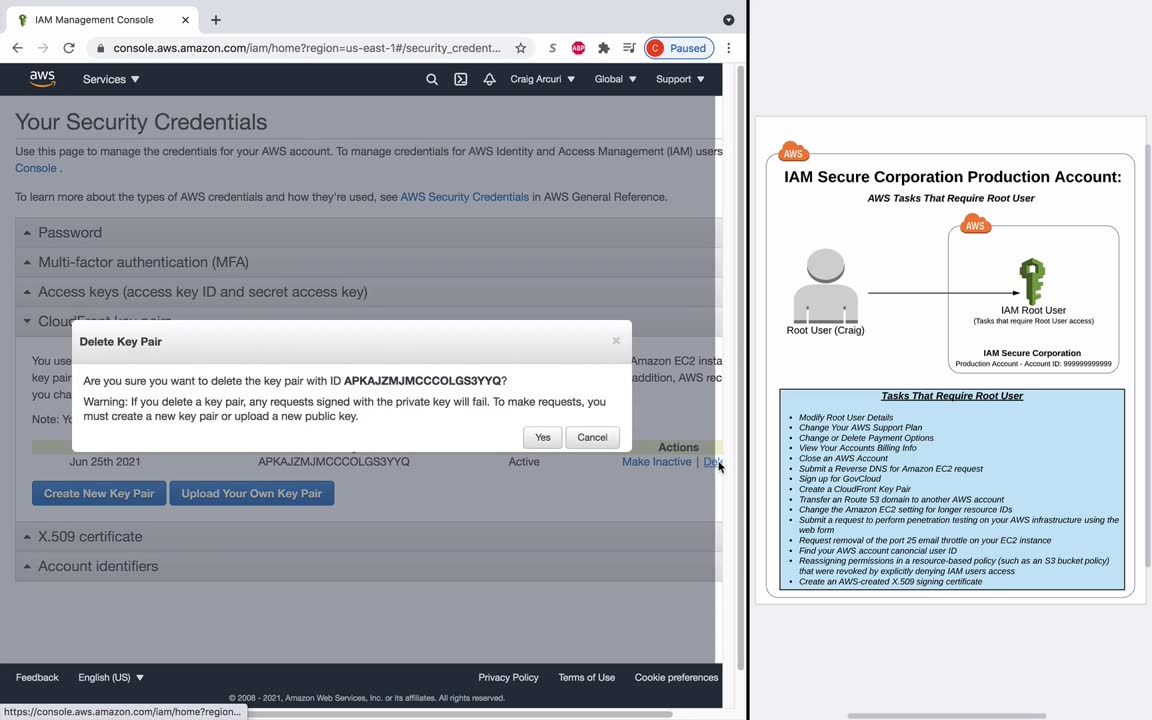 IAM Management Console
console.aws.amazon.com/iam/home?region=us-east-1#/security_credent...
S
ABP
C
Paused
aws
Services
Craig Arcuri
Global
Support
Your Security Credentials
Use this page to manage the credentials for your AWS account. To manage credentials for AWS Identity and Access Management (IAM) users
Console .
To learn more about the types of AWS credentials and how they're used, see AWS Security Credentials in AWS General Reference.
Password
Multi-factor authentication (MFA)
Access keys (access key ID and secret access key)
CloudFront key pairs
You use
Amazon EC2 insta
key pair
addition, AWS rec
you cha
Note: Yo
Delete Key Pair
×
Are you sure you want to delete the key pair with ID APKAJZMJMCCCOLGS3YYQ?
Warning: If you delete a key pair, any requests signed with the private key will fail. To make requests, you
must create a new key pair or upload a new public key.
Yes
Cancel
Actions
Jun 25th 2021 APKAJZMJMCCCOLGS3YYQ Active Make Inactive |
Create New Key Pair
Upload Your Own Key Pair
X.509 certificate
Account identifiers
Feedback
English (US)
Privacy Policy
Terms of Use
Cookie preferences
© 2008 - 2021, Amazon Web Services, Inc. or its affiliates. All rights reserved.
https://console.aws.amazon.com/iam/home?region...
AWS
IAM Secure Corporation Production Account:
AWS Tasks That Require Root User
AWS
Root User (Craig)
IAM Root User
(Tasks that require Root User access)
IAM Secure Corporation
Production Account - Account ID: 999999999999
Tasks That Require Root User
• Modify Root User Details
• Change Your AWS Support Plan
• Change or Delete Payment Options
• View Your Accounts Billing Info
• Close an AWS Account
• Submit a Reverse DNS for Amazon EC2 request
• Sign up for GovCloud
• Create a CloudFront Key Pair
• Transfer an Route 53 domain to another AWS account
• Change the Amazon EC2 setting for longer resource IDs
• Submit a request to perform penetration testing on your AWS infrastructure using the
web form
• Request removal of the port 25 email throttle on your EC2 instance
• Find your AWS account canoncial user ID
• Reassigning permissions in a resource-based policy (such as an S3 bucket policy)
that were revoked by explicitly denying IAM users access
• Create an AWS-created X.509 signing certificate